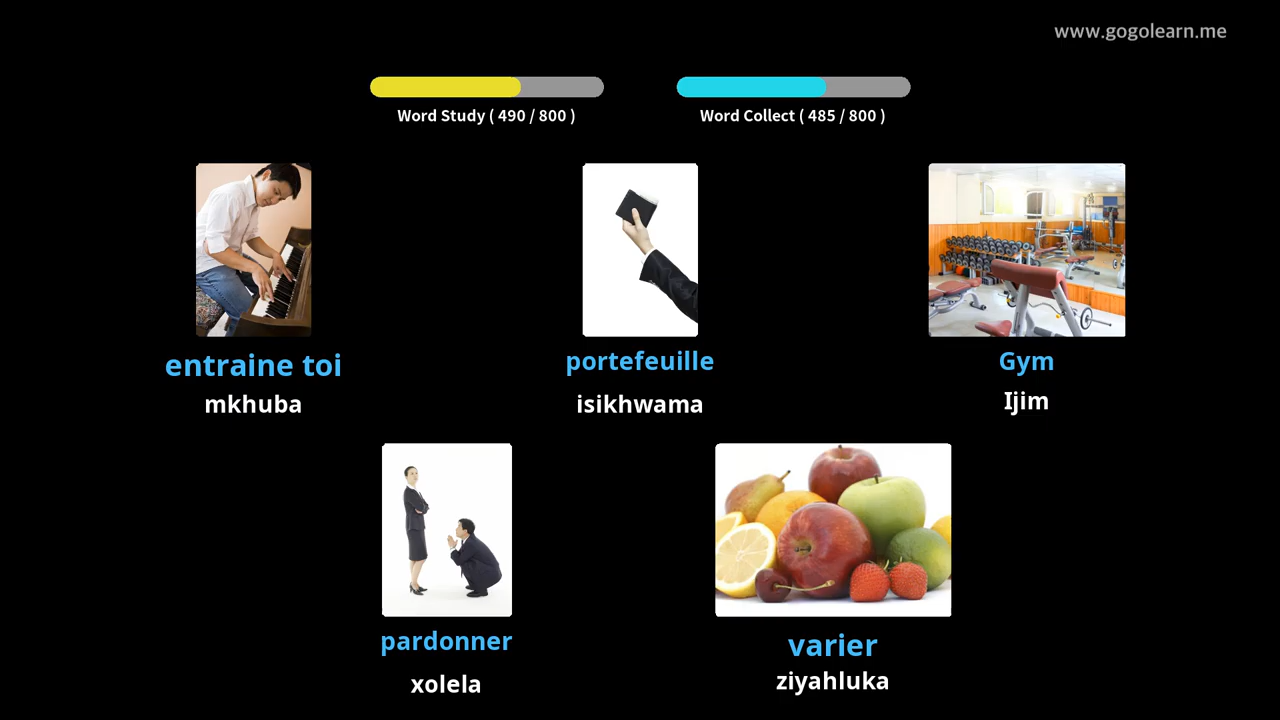 www.gogolearn.me
Word Study ( 490 / 800 )
Word Collect ( 485 / 800 )
entraine toi
mkhuba
portefeuille
isikhwama
Gym
Ijim
pardonner
xolela
varier
ziyahluka